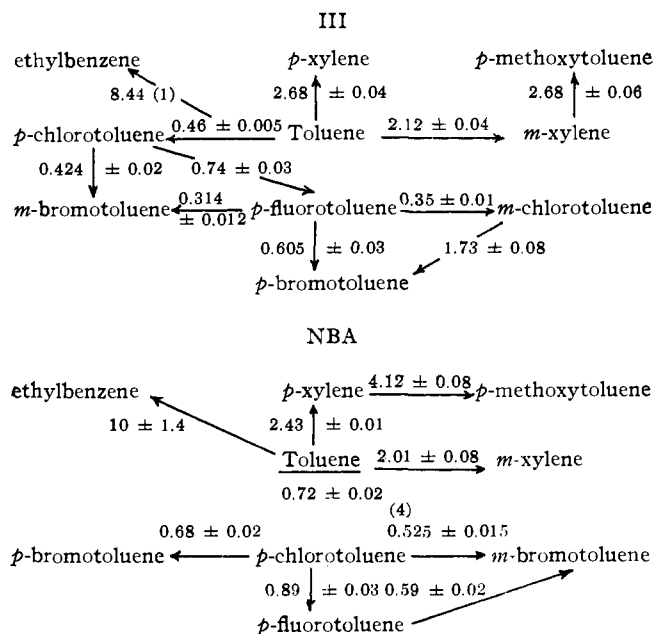 III
ethylbenzene p-xylene p-methoxytoluene
8.44 (1) 2.68 ± 0.04 2.68 ± 0.06
p-chlorotoluene 0.46 ± 0.005 Toluene 2.12 ± 0.04 m-xylene
0.424 ± 0.02 0.74 ± 0.03
m-bromotoluene 0.314 ± 0.012 p-fluorotoluene 0.35 ± 0.01 m-chlorotoluene
0.605 ± 0.03 1.73 ± 0.08
p-bromotoluene
NBA
ethylbenzene p-xylene 4.12 ± 0.08 p-methoxytoluene
10 ± 1.4 2.43 ± 0.01
Toluene 2.01 ± 0.08 m-xylene
0.72 ± 0.02
(4)
0.68 ± 0.02 0.525 ± 0.015
p-bromotoluene p-chlorotoluene m-bromotoluene
0.89 ± 0.03 0.59 ± 0.02
p-fluorotoluene